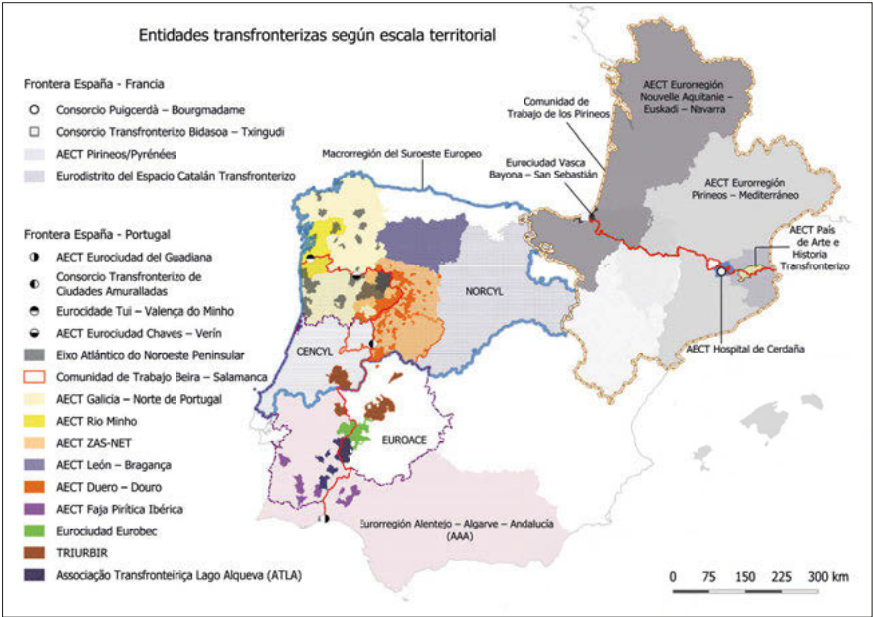 Entidades transfronterizas según escala territorial
Frontera España - Francia
Consorcio Puigcerdà – Bourgmadame
Consorcio Transfronterizo Bidasoa – Txingudi
AECT Pirineos/Pyrénées
Eurodistrito del Espacio Catalán Transfronterizo
Frontera España - Portugal
AECT Eurociudad del Guadiana
Consorcio Transfronterizo de
Ciudades Amuralladas
Eurocidade Tui – Valença do Minho
AECT Eurociudad Chaves – Verín
Eixo Atlántico do Noroeste Peninsular
Comunidad de Trabajo Beira – Salamanca
AECT Galicia – Norte de Portugal
AECT Rio Minho
AECT ZAS-NET
AECT León – Bragança
AECT Duero – Douro
AECT Faja Pirítica Ibérica
Eurociudad Eurobec
TRIURBIR
Associação Transfronteiriça Lago Alqueva (ATLA)
AECT Eurorregión
Nouvelle Aquitanie –
Euskadi – Navarra
Comunidad de
Trabajo de los Pirineos
Macrorregión del Suroeste Europeo
Eurociudad Vasca
Bayona – San Sebastián
AECT Eurorregión
Pirineos – Mediterráneo
AECT País
de Arte e
Historia
Transfronterizo
NORCYL
CENCYL
AECT Hospital de Cerdaña
EUROACE
Eurorregión Alentejo – Algarve – Andalucía
(AAA)
0 75 150 225 300 km